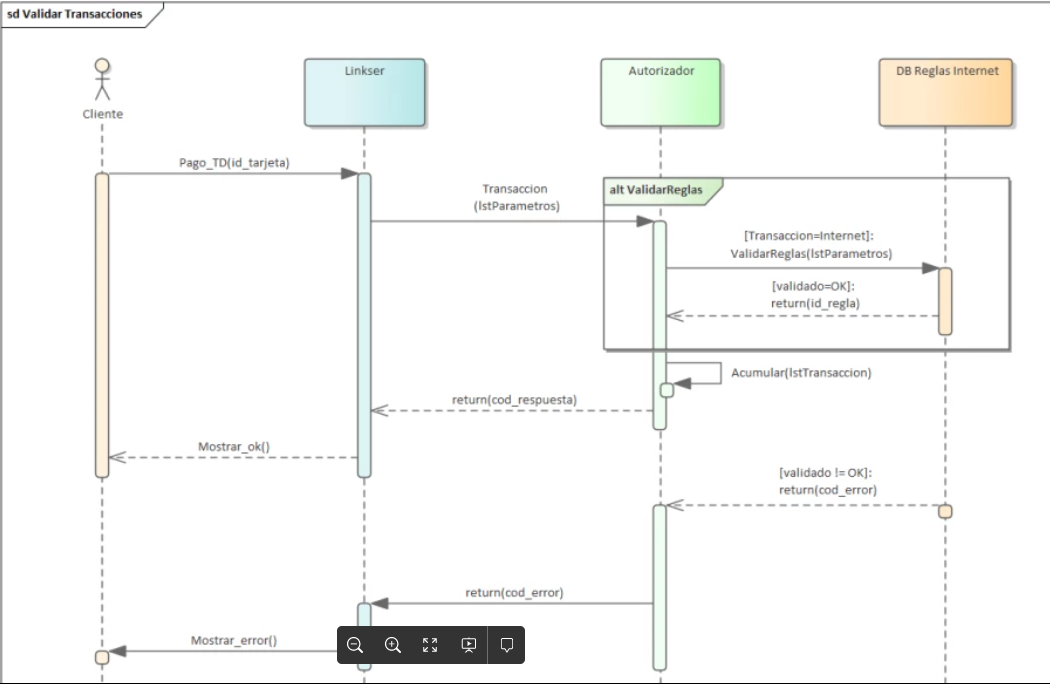 sd Validar Transacciones
Linkser
Autorizador
DB Reglas Internet
Cliente
Pago_TD(id_tarjeta)
Transaccion
(lstParametros)
alt ValidarReglas
[Transaccion=Internet]:
ValidarReglas(lstParametros)
[validado=OK]:
return(id_regla)
Acumular(lstTransaccion)
return(cod_respuesta)
Mostrar_ok()
[validado != OK]:
return(cod_error)
return(cod_error)
Mostrar_error()